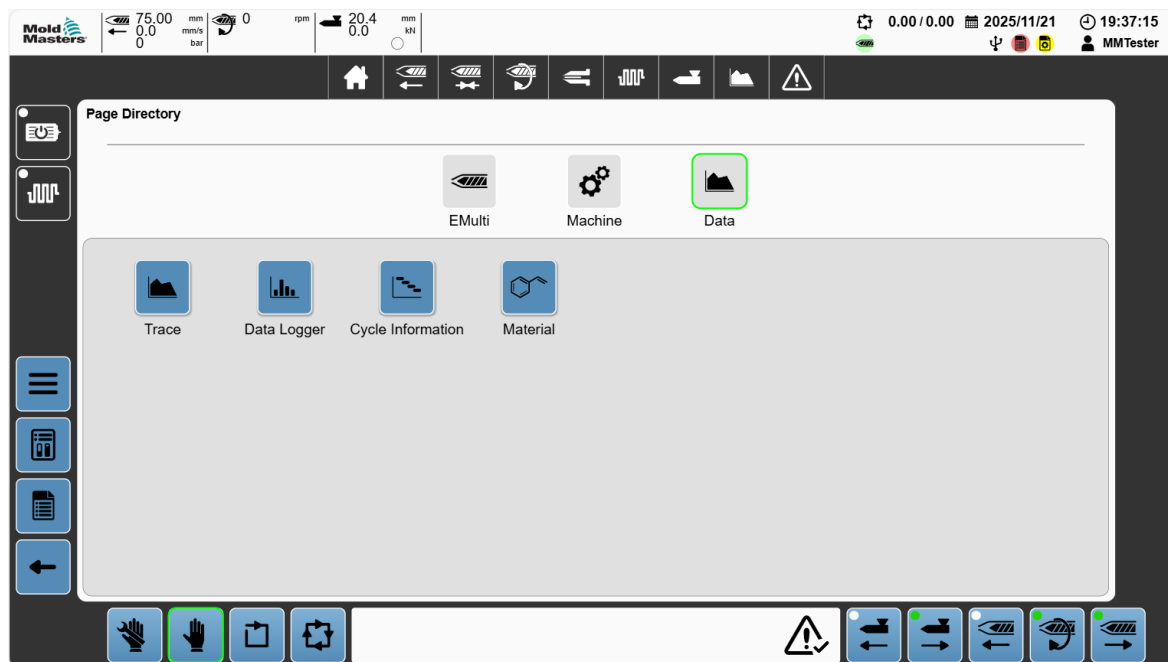 Mold
Masters
75.00 mm
0.0 mm/s
0 bar
0 rpm
20.4 mm
0.0 kN
0.00 / 0.00
2025/11/21
19:37:15
MMTester
Page Directory
EMulti
Machine
Data
Trace
Data Logger
Cycle Information
Material